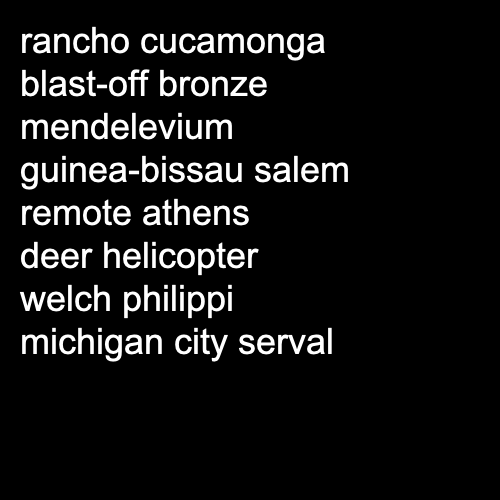 rancho cucamonga
blast-off bronze
mendelevium
guinea-bissau salem
remote athens
deer helicopter
welch philippi
michigan city serval